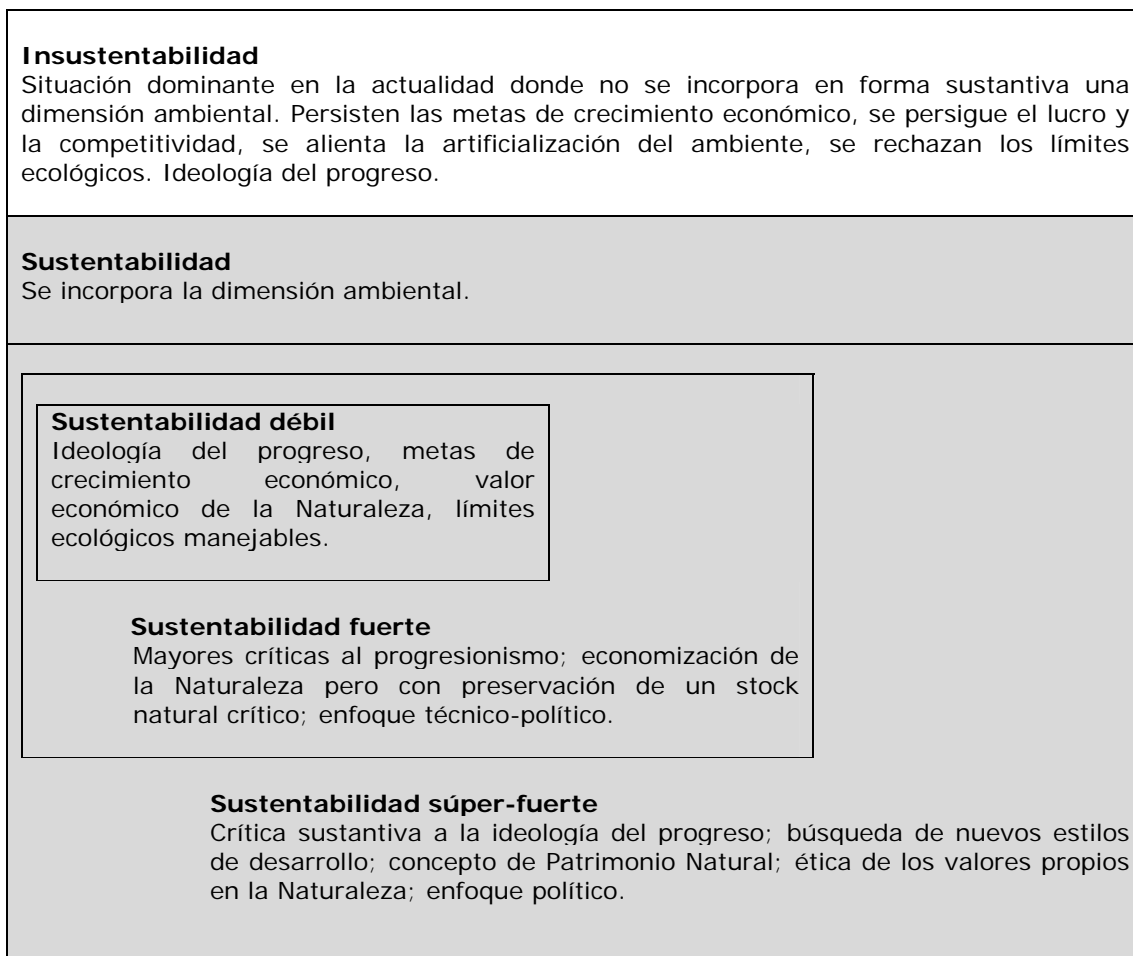 Insustentabilidad
Situación dominante en la actualidad donde no se incorpora en forma sustantiva una
dimensión ambiental. Persisten las metas de crecimiento económico, se persigue el lucro y
la competitividad, se alienta la artificialización del ambiente, se rechazan los límites
ecológicos. Ideología del progreso.
Sustentabilidad
Se incorpora la dimensión ambiental.
Sustentabilidad débil
Ideología del progreso, metas de
crecimiento económico, valor
económico de la Naturaleza, límites
ecológicos manejables.
Sustentabilidad fuerte
Mayores críticas al progresionismo; economización de
la Naturaleza pero con preservación de un stock
natural crítico; enfoque técnico-político.
Sustentabilidad súper-fuerte
Crítica sustantiva a la ideología del progreso; búsqueda de nuevos estilos
de desarrollo; concepto de Patrimonio Natural; ética de los valores propios
en la Naturaleza; enfoque político.